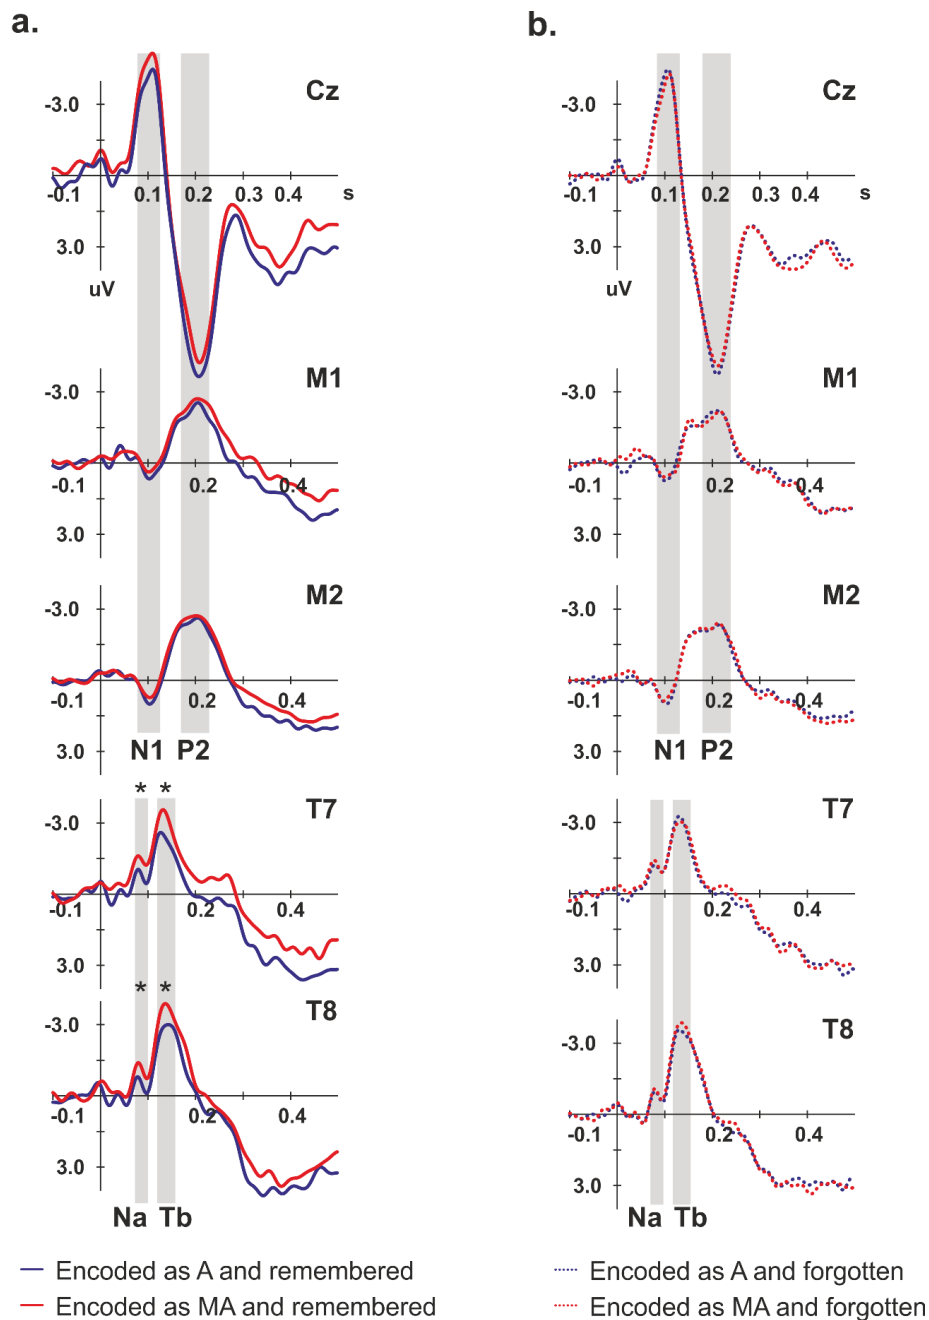 a.
Cz
-3.0
-0.1 0.1 0.2 0.3 0.4 s
3.0
uV
M1
-3.0
-0.1 0.2 0.4
3.0
M2
-3.0
-0.1 0.2 0.4
3.0
N1 P2
* *
T7
-3.0
-0.1 0.2 0.4
3.0
* *
T8
-3.0
-0.1 0.2 0.4
3.0
Na Tb
Encoded as A and remembered
Encoded as MA and remembered
b.
Cz
-3.0
-0.1 0.1 0.2 0.3 0.4 s
3.0
uV
M1
-3.0
-0.1 0.2 0.4
3.0
M2
-3.0
-0.1 0.2 0.4
3.0
N1 P2
T7
-3.0
-0.1 0.2 0.4
3.0
T8
-3.0
-0.1 0.2 0.4
3.0
Na Tb
Encoded as A and forgotten
Encoded as MA and forgotten